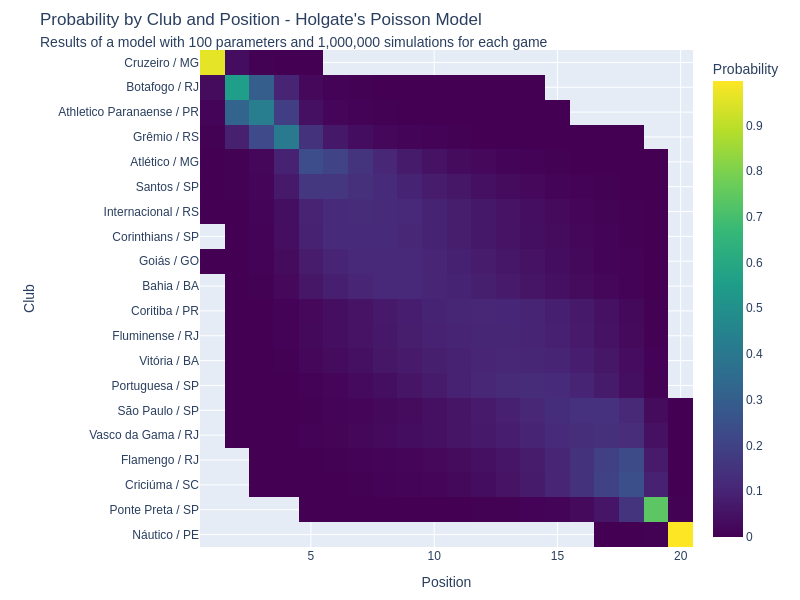 Probability by Club and Position - Holgate's Poisson Model
Results of a model with 100 parameters and 1,000,000 simulations for each game
Probability
Club
Cruzeiro / MG
Botafogo / RJ
Athletico Paranaense / PR
Grêmio / RS
Atlético / MG
Santos / SP
Internacional / RS
Corinthians / SP
Goiás / GO
Bahia / BA
Coritiba / PR
Fluminense / RJ
Vitória / BA
Portuguesa / SP
São Paulo / SP
Vasco da Gama / RJ
Flamengo / RJ
Criciúma / SC
Ponte Preta / SP
Náutico / PE
0.9
0.8
0.7
0.6
0.5
0.4
0.3
0.2
0.1
0
5
10
15
20
Position